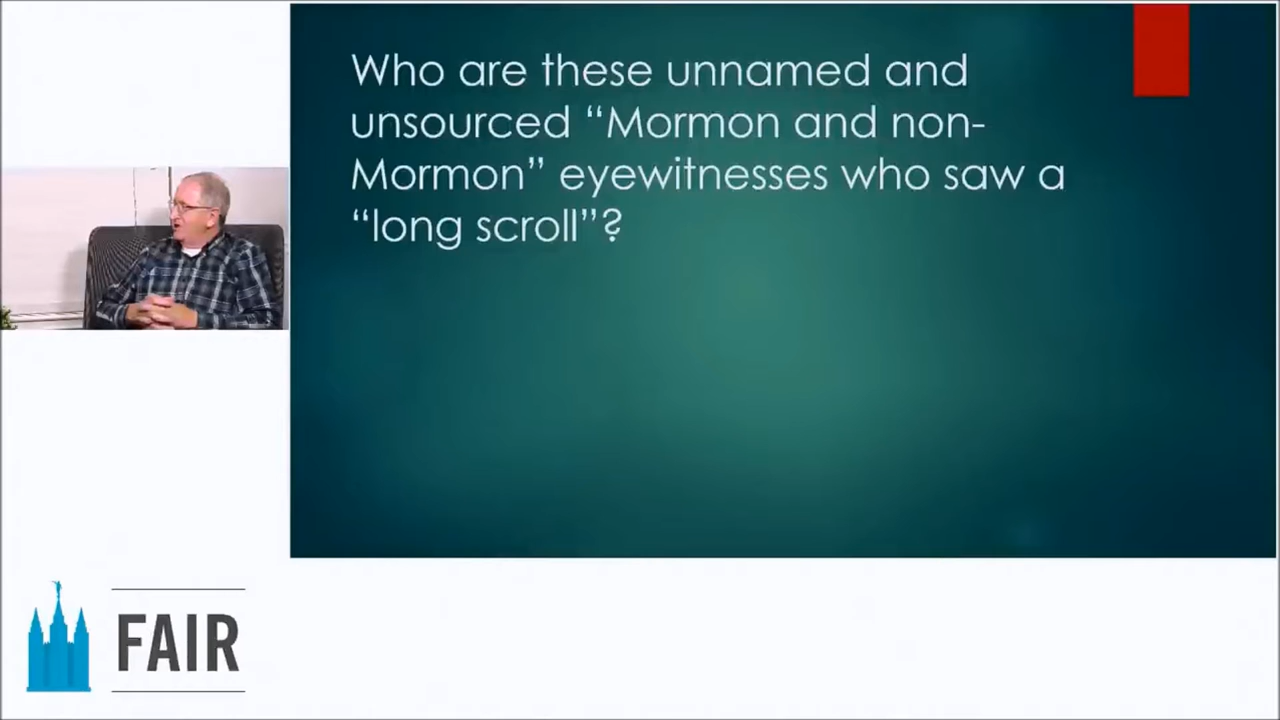 Who are these unnamed and
unsourced “Mormon and non-
Mormon” eyewitnesses who saw a
“long scroll”?
FAIR